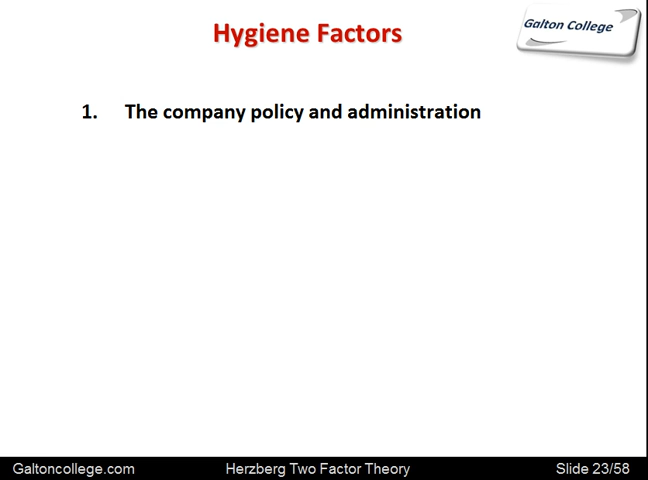 Hygiene Factors
Galton College
1. The company policy and administration
Galtoncollege.com Herzberg Two Factor Theory Slide 23/58